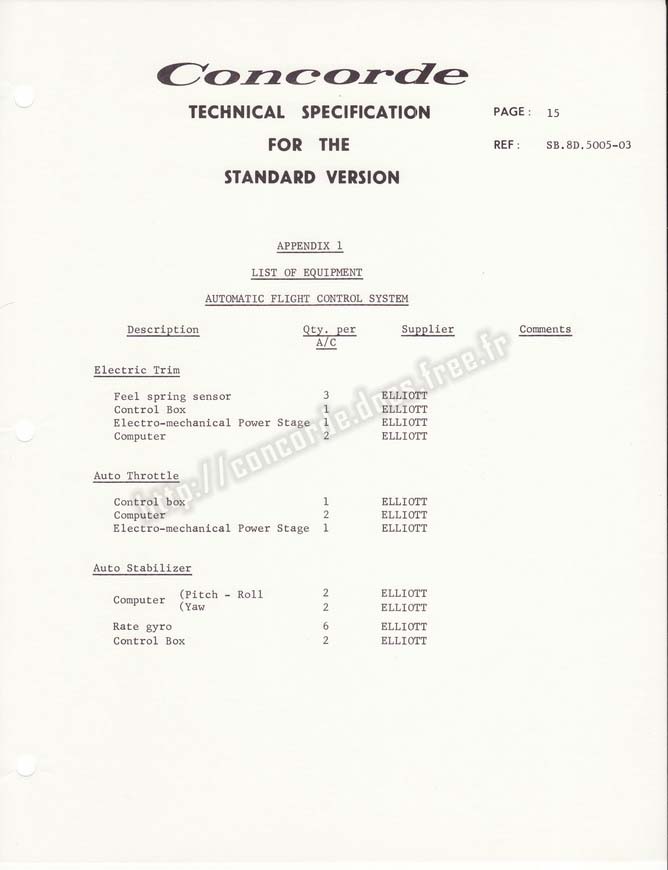 Concorde
TECHNICAL SPECIFICATION PAGE: 15
FOR THE REF: SB.8D.5005-03
STANDARD VERSION
APPENDIX 1
LIST OF EQUIPMENT
AUTOMATIC FLIGHT CONTROL SYSTEM
Description Qty. per Supplier Comments
A/C
Electric Trim
Feel spring sensor 3 ELLIOTT
Control Box 1 ELLIOTT
Electro-mechanical Power Stage 1 ELLIOTT
Computer 2 ELLIOTT
Auto Throttle
Control box 1 ELLIOTT
Computer 2 ELLIOTT
Electro-mechanical Power Stage 1 ELLIOTT
Auto Stabilizer
Computer (Pitch - Roll 2 ELLIOTT
(Yaw 2 ELLIOTT
Rate gyro 6 ELLIOTT
Control Box 2 ELLIOTT
http://concorde.docs.free.fr